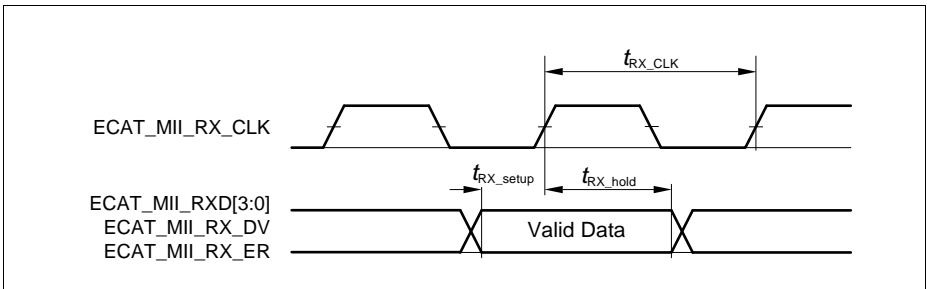 t_RX_CLK
ECAT_MII_RX_CLK
t_RX_setup t_RX_hold
ECAT_MII_RXD[3:0]
ECAT_MII_RX_DV Valid Data
ECAT_MII_RX_ER